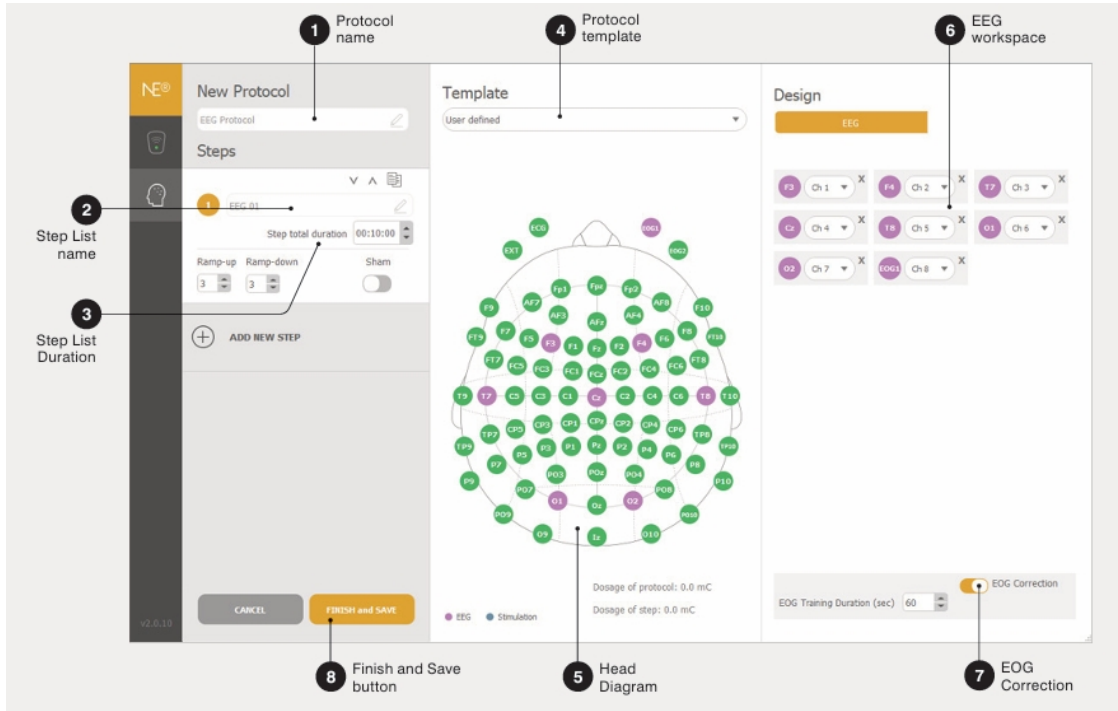 1 Protocol name
4 Protocol template
6 EEG workspace
NE®
New Protocol
EEG Protocol
Steps
1 EEG 01
Step total duration 00:10:00
Ramp-up Ramp-down Sham
3 3
ADD NEW STEP
2
Step List name
3
Step List Duration
CANCEL FINISH and SAVE
v2.0.10
Template
User defined
ECG EOG1
EXT EOG2
Fp1 Fpz Fp2
F9 AF7 AF8 F10
AF3 AFz AF4
FT9 F7 F5 F3 F1 Fz F2 F4 F6 F8 FT10
FT7 FC5 FC3 FC1 FCz FC2 FC4 FC6 FT8
T9 T7 C5 C3 C1 Cz C2 C4 C6 T8 T10
TP7 CP5 CP3 CP1 CPz CP2 CP4 CP6 TP8
TP9 P5 P3 P1 Pz P2 P4 P6 TP10
P7 P8
P9 PO3 POz PO4 P10
PO7 PO8
O1 Oz O2
PO9 PO10
O9 Iz O10
Dosage of protocol: 0.0 mC
Dosage of step: 0.0 mC
EEG Stimulation
Design
EEG
F3 Ch 1 X F4 Ch 2 X T7 Ch 3 X
Cz Ch 4 X T8 Ch 5 X O1 Ch 6 X
O2 Ch 7 X EOG1 Ch 8 X
EOG Correction
EOG Training Duration (sec) 60
8 Finish and Save button
5 Head Diagram
7 EOG Correction